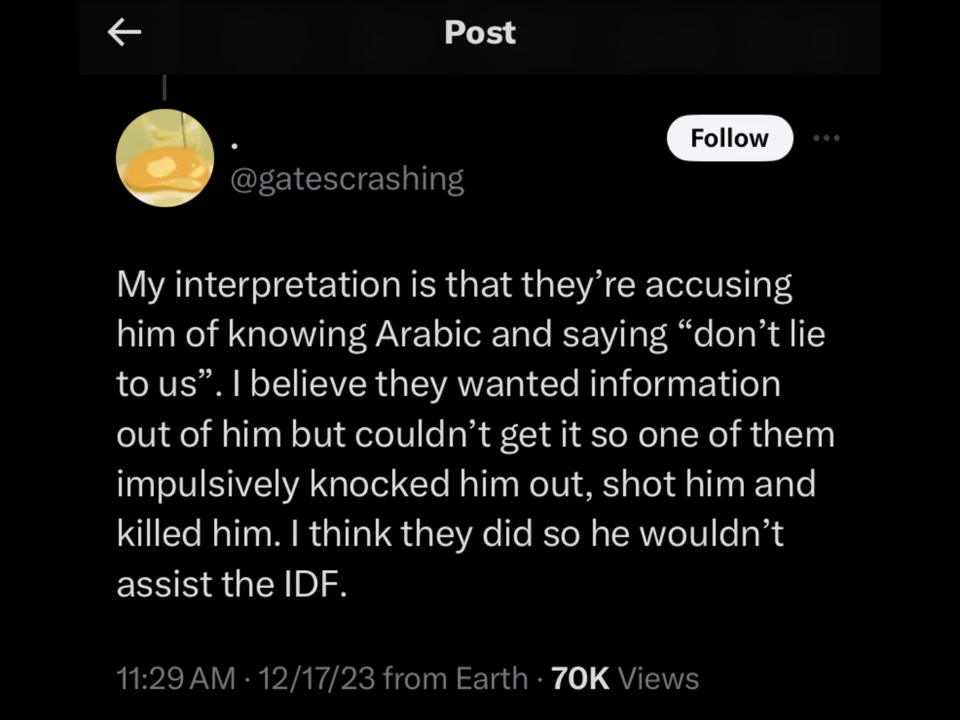 Post
.
@gatescrashing
Follow
My interpretation is that they’re accusing
him of knowing Arabic and saying “don’t lie
to us”. I believe they wanted information
out of him but couldn’t get it so one of them
impulsively knocked him out, shot him and
killed him. I think they did so he wouldn’t
assist the IDF.
11:29 AM · 12/17/23 from Earth · 70K Views